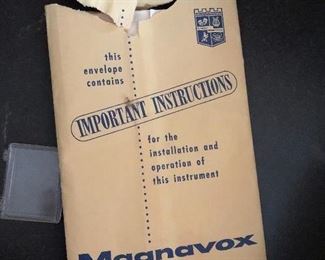 this
envelope
contains
IMPORTANT INSTRUCTIONS
for the
installation and
operation of
this instrument
Magnavox